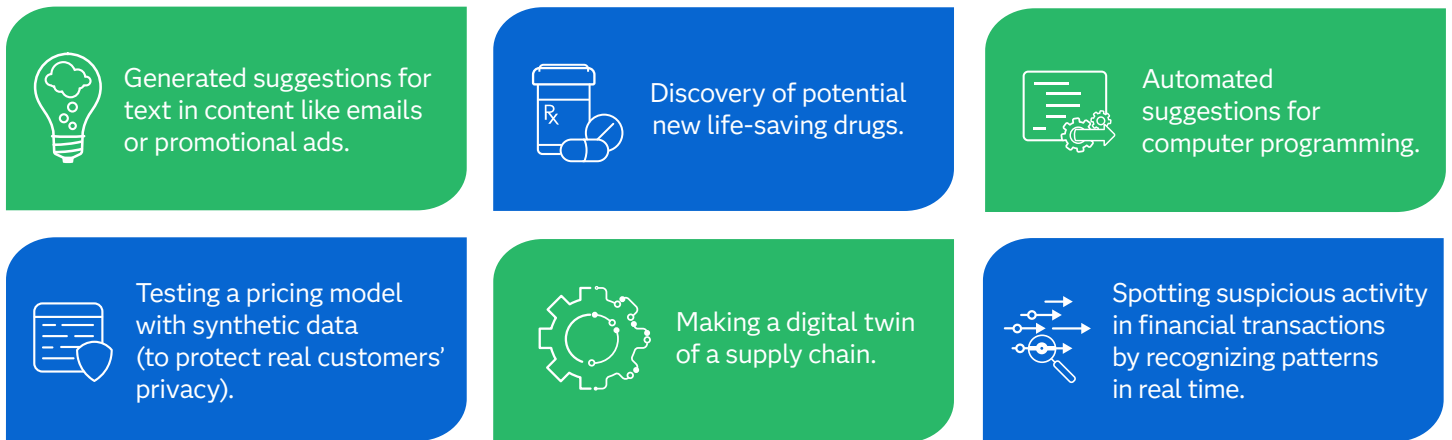 Generated suggestions for
text in content like emails
or promotional ads.
Rx
Discovery of potential
new life-saving drugs.
Automated
suggestions for
computer programming.
Testing a pricing model
with synthetic data
(to protect real customers’
privacy).
Making a digital twin
of a supply chain.
Spotting suspicious activity
in financial transactions
by recognizing patterns
in real time.